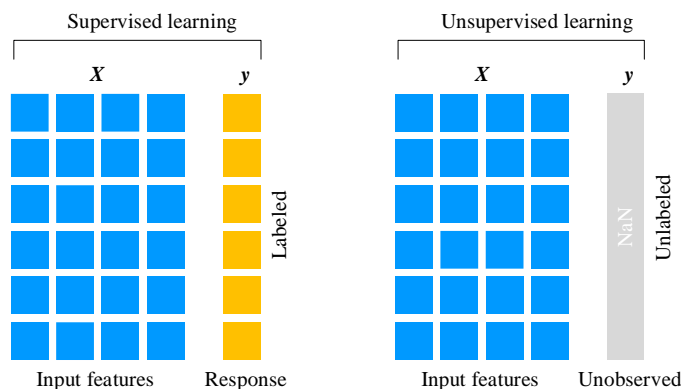 Supervised learning
X y
Labeled
Input features Response
Unsupervised learning
X y
NaN
Unlabeled
Input features Unobserved